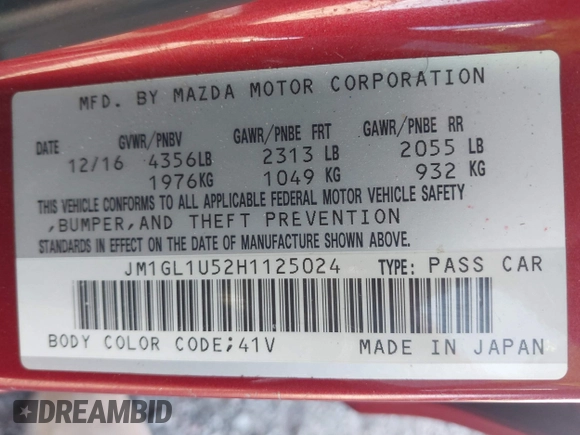 MFD. BY MAZDA MOTOR CORPORATION
DATE GVWR/PNBV GAWR/PNBE FRT GAWR/PNBE RR
12/16 4356LB 2313 LB 2055 LB
1976KG 1049 KG 932 KG
THIS VEHICLE CONFORMS TO ALL APPLICABLE FEDERAL MOTOR VEHICLE SAFETY
,BUMPER,AND THEFT PREVENTION
STANDARDS IN EFFECT ON THE DATE OF MANUFACTURE SHOWN ABOVE.
JM1GL1U52H1125024 TYPE: PASS CAR
BODY COLOR CODE;41V MADE IN JAPAN
DREAMBID